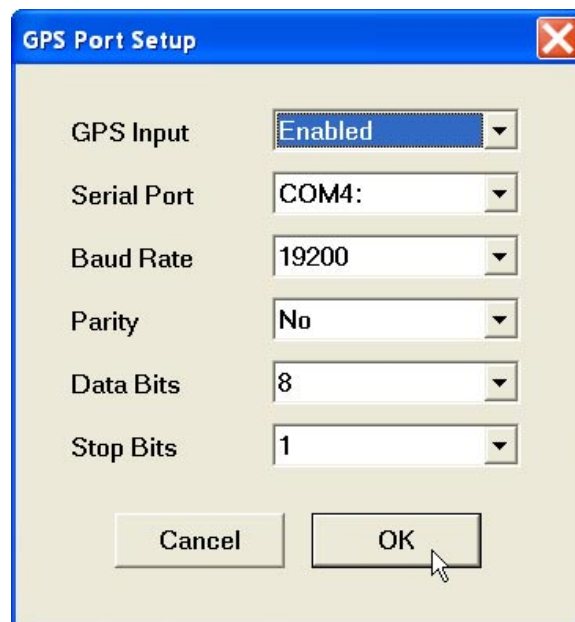 GPS Port Setup
GPS Input Enabled
Serial Port COM4:
Baud Rate 19200
Parity No
Data Bits 8
Stop Bits 1
Cancel OK